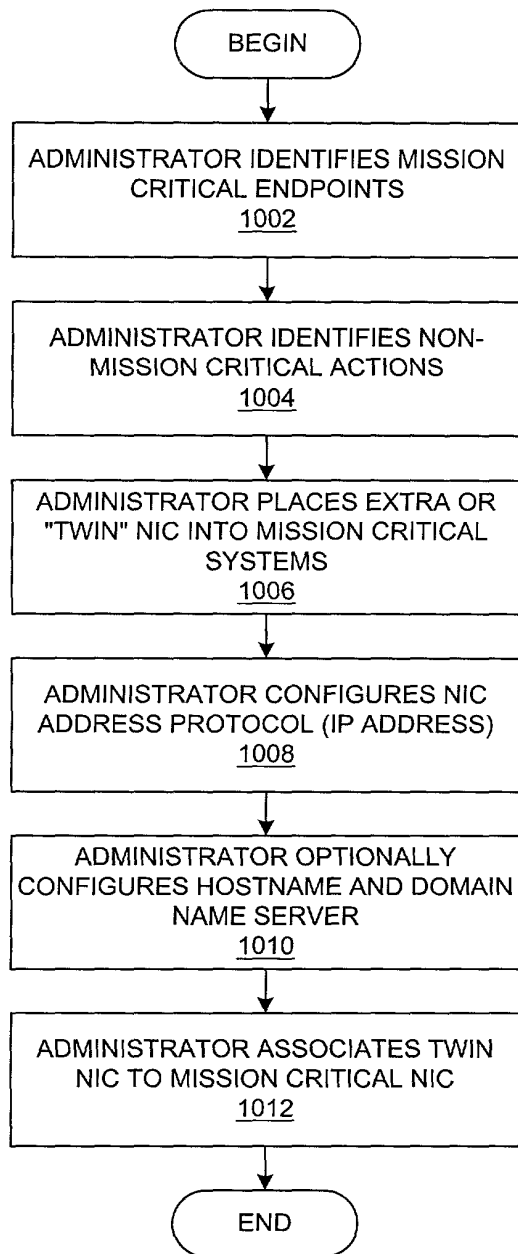 BEGIN
ADMINISTRATOR IDENTIFIES MISSION
CRITICAL ENDPOINTS
1002
ADMINISTRATOR IDENTIFIES NON-
MISSION CRITICAL ACTIONS
1004
ADMINISTRATOR PLACES EXTRA OR
"TWIN" NIC INTO MISSION CRITICAL
SYSTEMS
1006
ADMINISTRATOR CONFIGURES NIC
ADDRESS PROTOCOL (IP ADDRESS)
1008
ADMINISTRATOR OPTIONALLY
CONFIGURES HOSTNAME AND DOMAIN
NAME SERVER
1010
ADMINISTRATOR ASSOCIATES TWIN
NIC TO MISSION CRITICAL NIC
1012
END